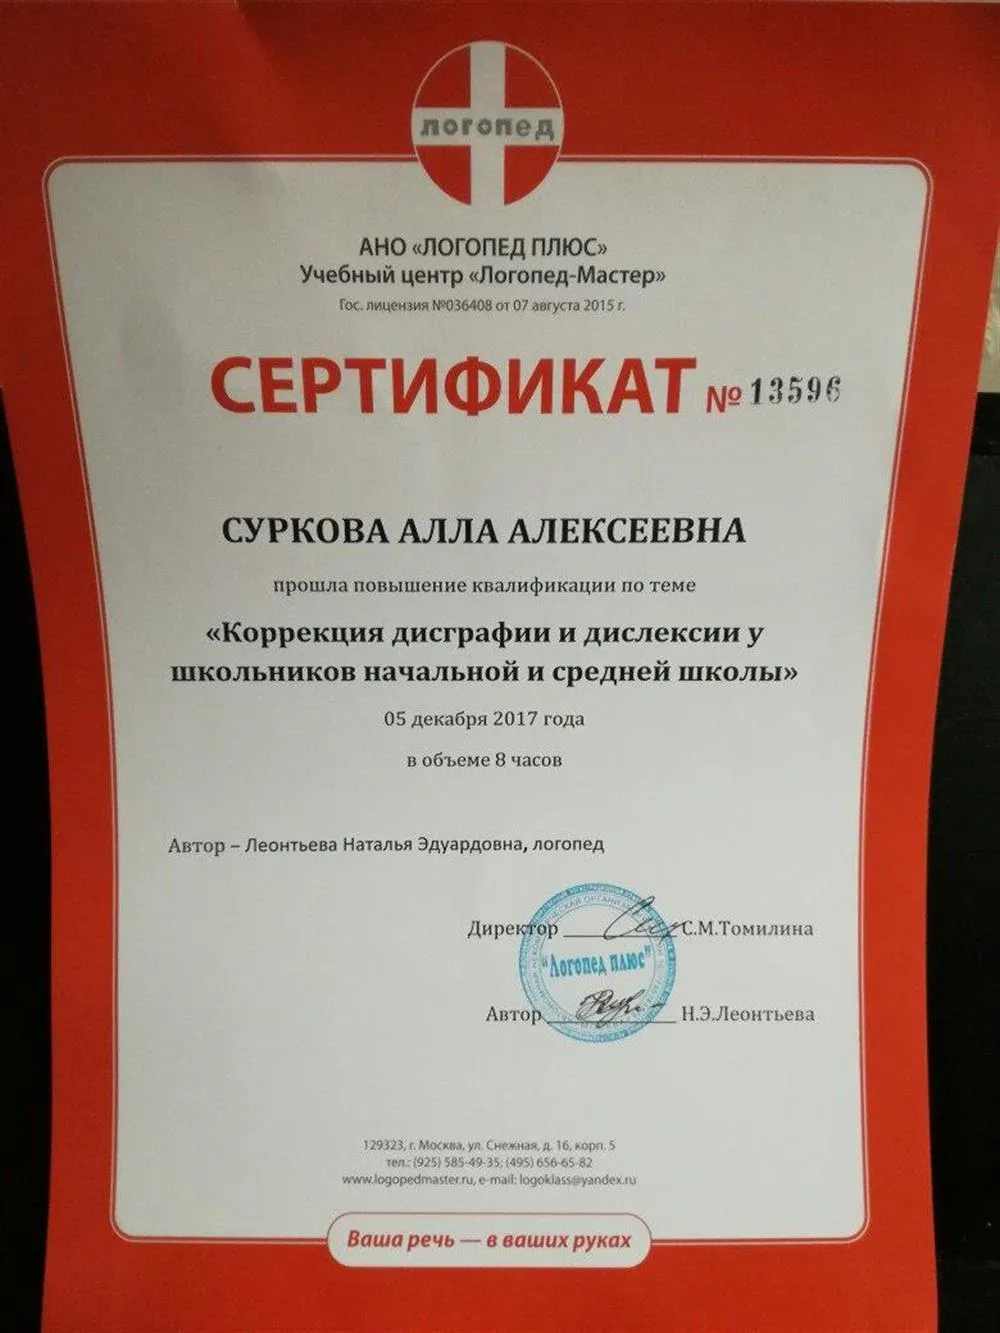 логопед
АНО «ЛОГОПЕД ПЛЮС»
Учебный центр «Логопед-Мастер»
Гос. лицензия №036408 от 07 августа 2015 г.
СЕРТИФИКАТ № 13596
СУРКОВА АЛЛА АЛЕКСЕЕВНА
прошла повышение квалификации по теме
«Коррекция дисграфии и дислексии у
школьников начальной и средней школы»
05 декабря 2017 года
в объеме 8 часов
Автор – Леонтьева Наталья Эдуардовна, логопед
Директор С.М.Томилина
"Логопед плюс"
Автор Н.Э.Леонтьева
129323, г. Москва, ул. Снежная, д. 16, корп. 5
тел.: (925) 585-49-35; (495) 656-65-82
www.logopedmaster.ru, e-mail: logoklass@yandex.ru
Ваша речь — в ваших руках